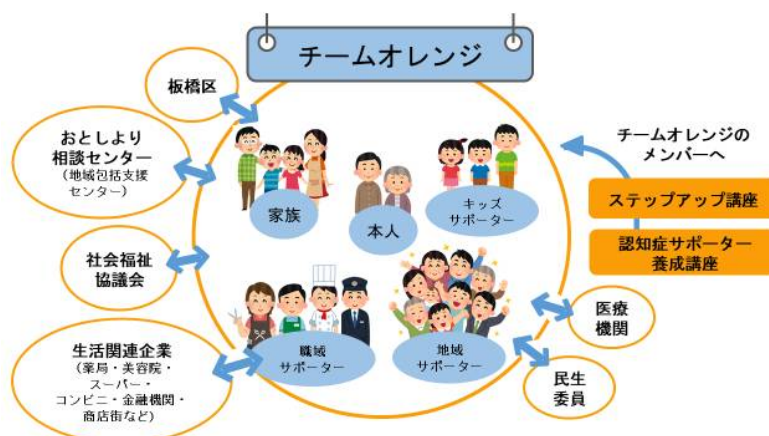 チームオレンジ
板橋区
おとしより
相談センター
（地域包括支援
センター）
社会福祉
協議会
生活関連企業
（薬局・美容院・
スーパー・
コンビニ・金融機関・
商店街など）
家族
本人
キッズ
サポーター
職域
サポーター
地域
サポーター
チームオレンジの
メンバーへ
ステップアップ講座
認知症サポーター
養成講座
医療
機関
民生
委員